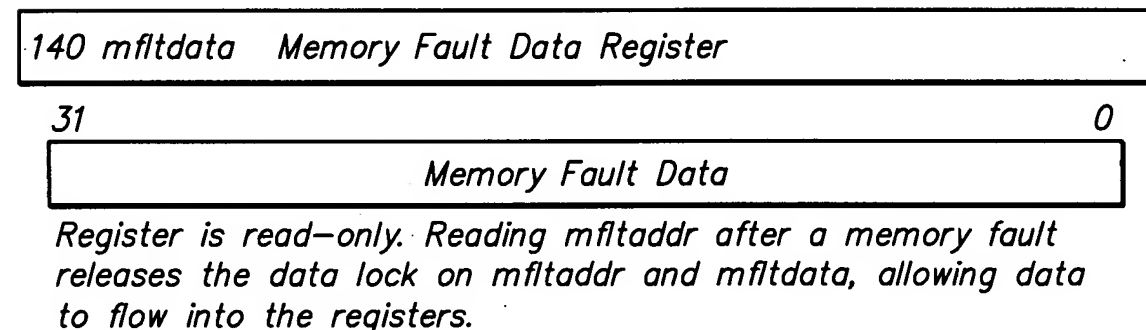 140 mfltdata Memory Fault Data Register
31 0
Memory Fault Data
Register is read-only. Reading mfltaddr after a memory fault
releases the data lock on mfltaddr and mfltdata, allowing data
to flow into the registers.